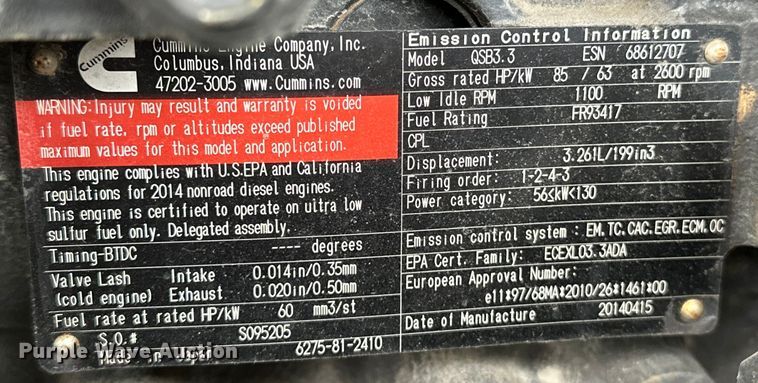 Cummins
Cummins Engine Company, Inc.
Columbus, Indiana USA
47202-3005 www.Cummins.com
WARNING: Injury may result and warranty is voided
if fuel rate, rpm or altitudes exceed published
maximum values for this model and application.
This engine complies with U.S.EPA and California
regulations for 2014 nonroad diesel engines.
This engine is certified to operate on ultra low
sulfur fuel only. Delegated assembly.
Timing-BTDC ---- degrees
Valve Lash Intake 0.014in/0.35mm
(cold engine) Exhaust 0.020in/0.50mm
Fuel rate at rated HP/kW 60 mm3/st
S.O.# S095205
Made in Japan 6275-81-2410
Emission Control Information
Model QSB3.3 ESN 68612707
Gross rated HP/kW 85 / 63 at 2600 rpm
Low Idle RPM 1100 RPM
Fuel Rating FR93417
CPL
Displacement: 3.261L/199in3
Firing order: 1-2-4-3
Power category: 56≤kW<130
Emission control system : EM, TC, CAC, EGR, ECM, OC
EPA Cert. Family: ECEXL03.3ADA
European Approval Number:
e11*97/68MA*2010/26*1461*00
Date of Manufacture 20140415
Purple Wave Auction